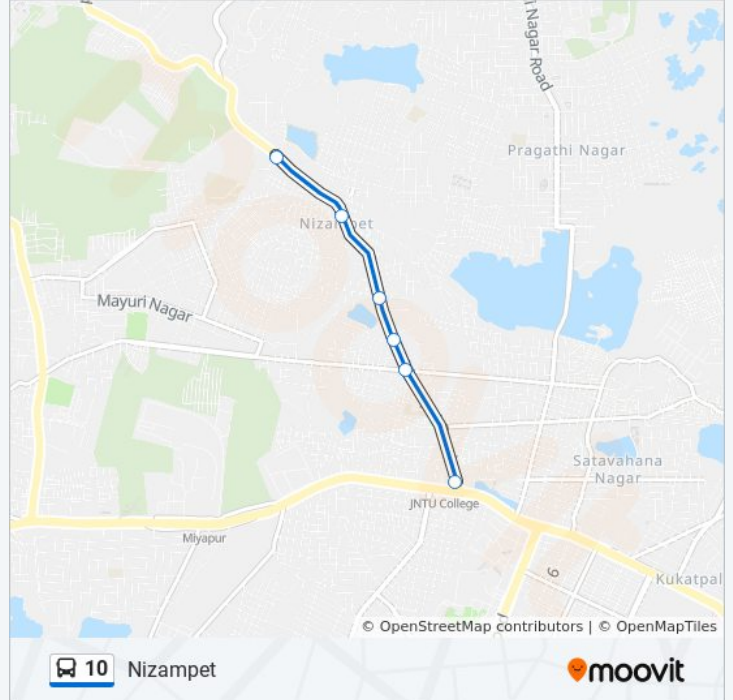 i Nagar Road
Pragathi Nagar
Nizampet
Mayuri Nagar
Satavahana
Nagar
JNTU College
Miyapur
9
Kukatpal
© OpenStreetMap contributors | © OpenMapTiles
10 Nizampet
moovit